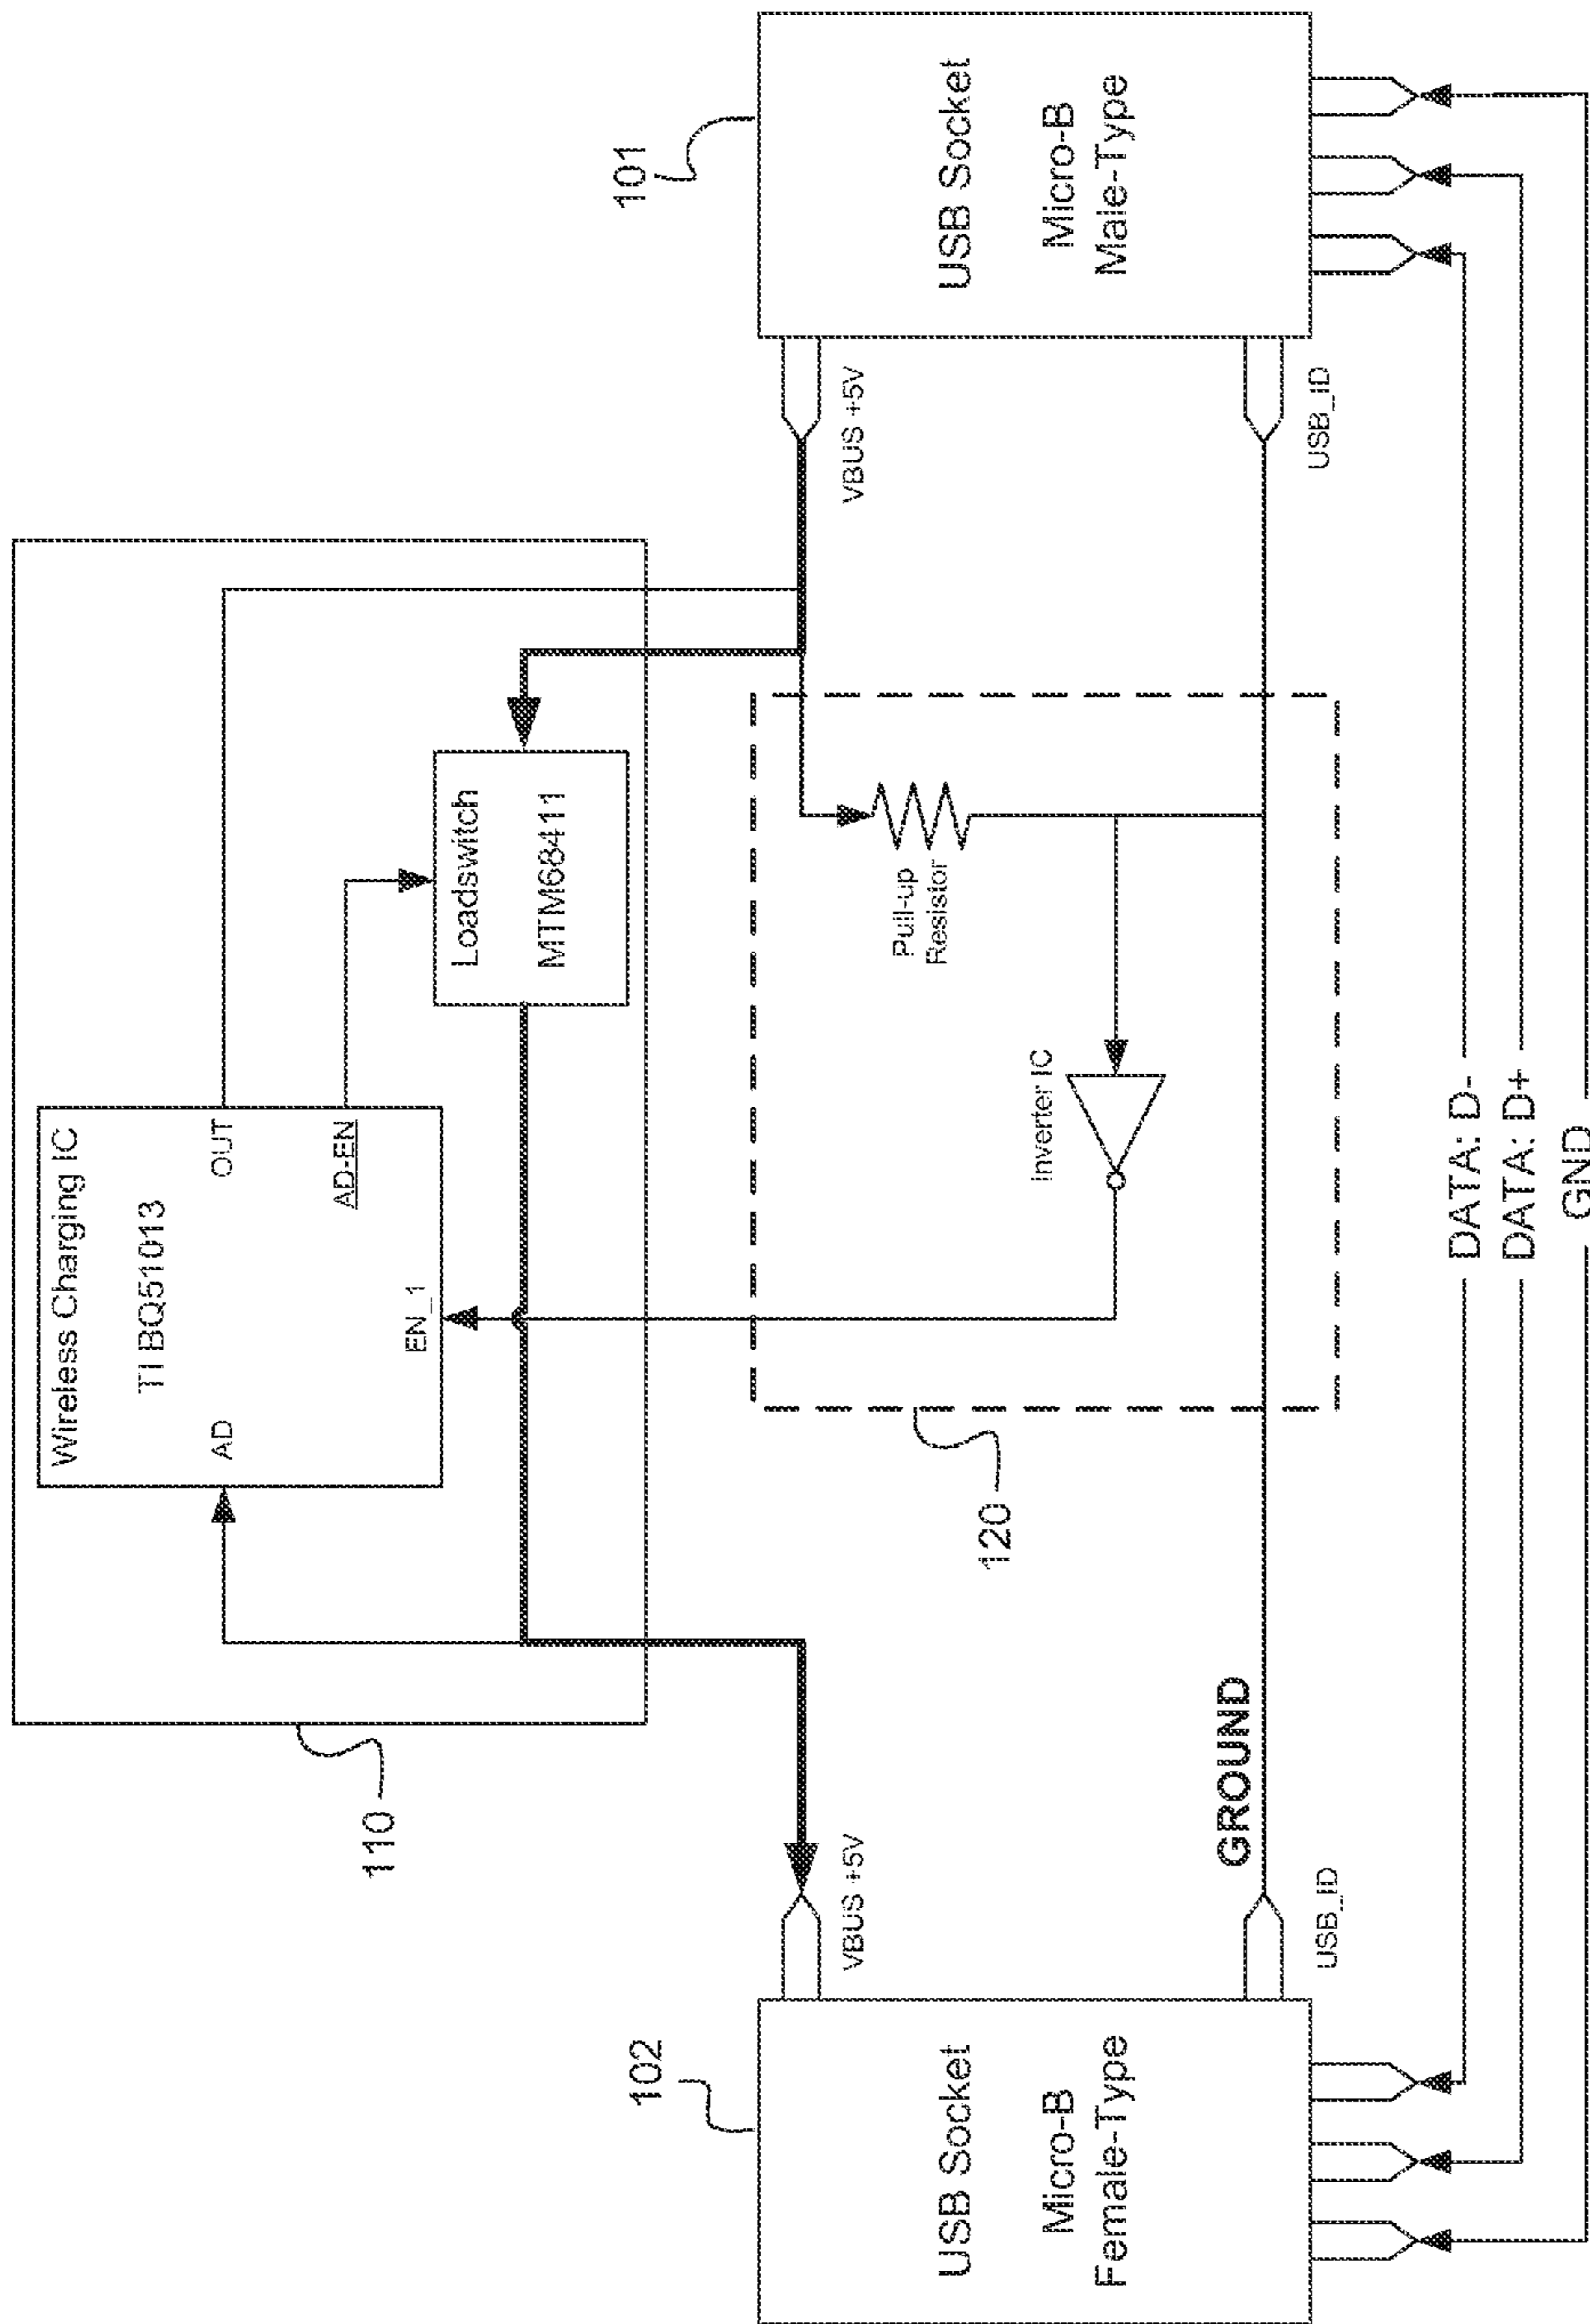 110
Wireless Charging IC
TI BQ51013
AD
OUT
AD-EN
EN_1
Loadswitch
MTM68411
102
USB Socket
Micro-B
Female-Type
VBUS +5V
USB_ID
GROUND
120
Inverter IC
Pull-up
Resistor
101
USB Socket
Micro-B
Male-Type
VBUS +5V
USB_ID
DATA: D-
DATA: D+
GND